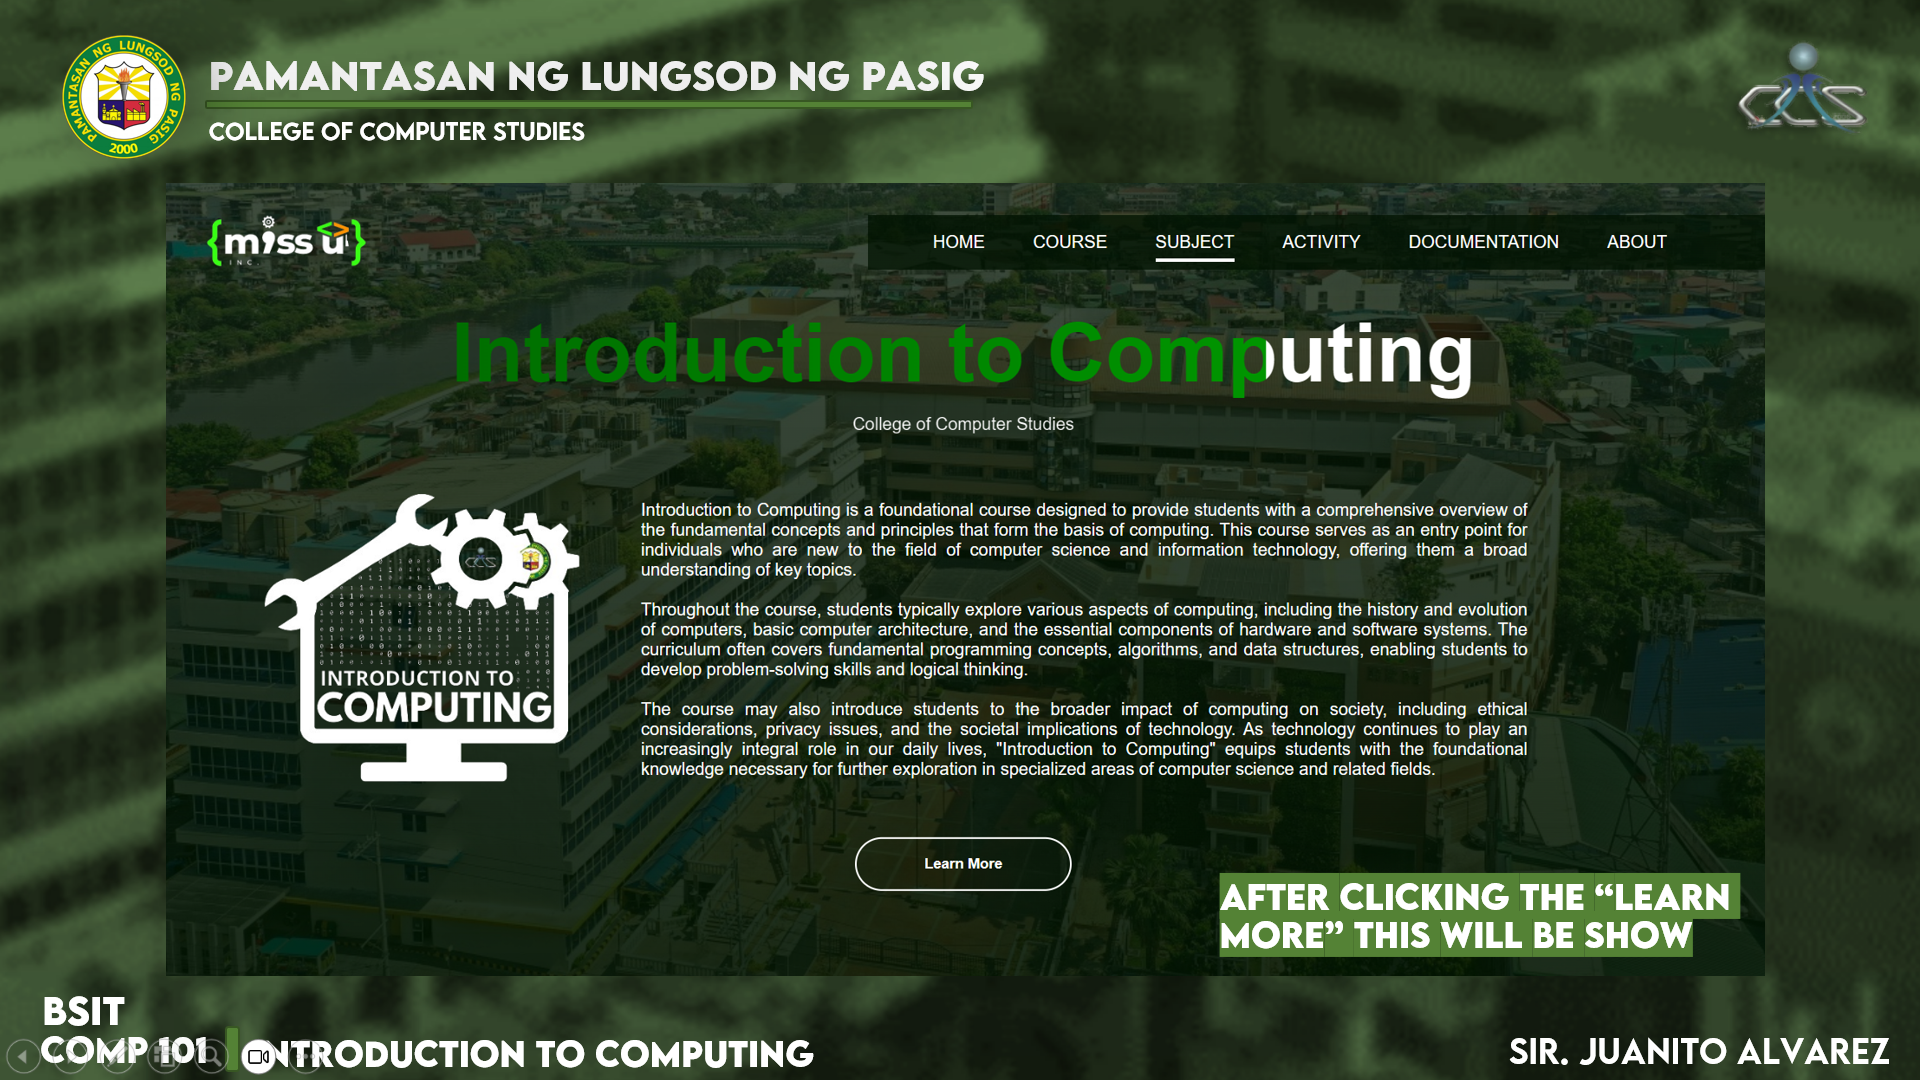 PAMANTASAN NG LUNGSOD NG PASIG
2000
PAMANTASAN NG LUNGSOD NG PASIG
COLLEGE OF COMPUTER STUDIES
CCS
{miss u}
INC
HOME COURSE SUBJECT ACTIVITY DOCUMENTATION ABOUT
Introduction to Computing
College of Computer Studies
INTRODUCTION TO
COMPUTING
Introduction to Computing is a foundational course designed to provide students with a comprehensive overview of
the fundamental concepts and principles that form the basis of computing. This course serves as an entry point for
individuals who are new to the field of computer science and information technology, offering them a broad
understanding of key topics.
Throughout the course, students typically explore various aspects of computing, including the history and evolution
of computers, basic computer architecture, and the essential components of hardware and software systems. The
curriculum often covers fundamental programming concepts, algorithms, and data structures, enabling students to
develop problem-solving skills and logical thinking.
The course may also introduce students to the broader impact of computing on society, including ethical
considerations, privacy issues, and the societal implications of technology. As technology continues to play an
increasingly integral role in our daily lives, "Introduction to Computing" equips students with the foundational
knowledge necessary for further exploration in specialized areas of computer science and related fields.
Learn More
AFTER CLICKING THE “LEARN
MORE” THIS WILL BE SHOW
BSIT
COMP 101
INTRODUCTION TO COMPUTING
SIR. JUANITO ALVAREZ